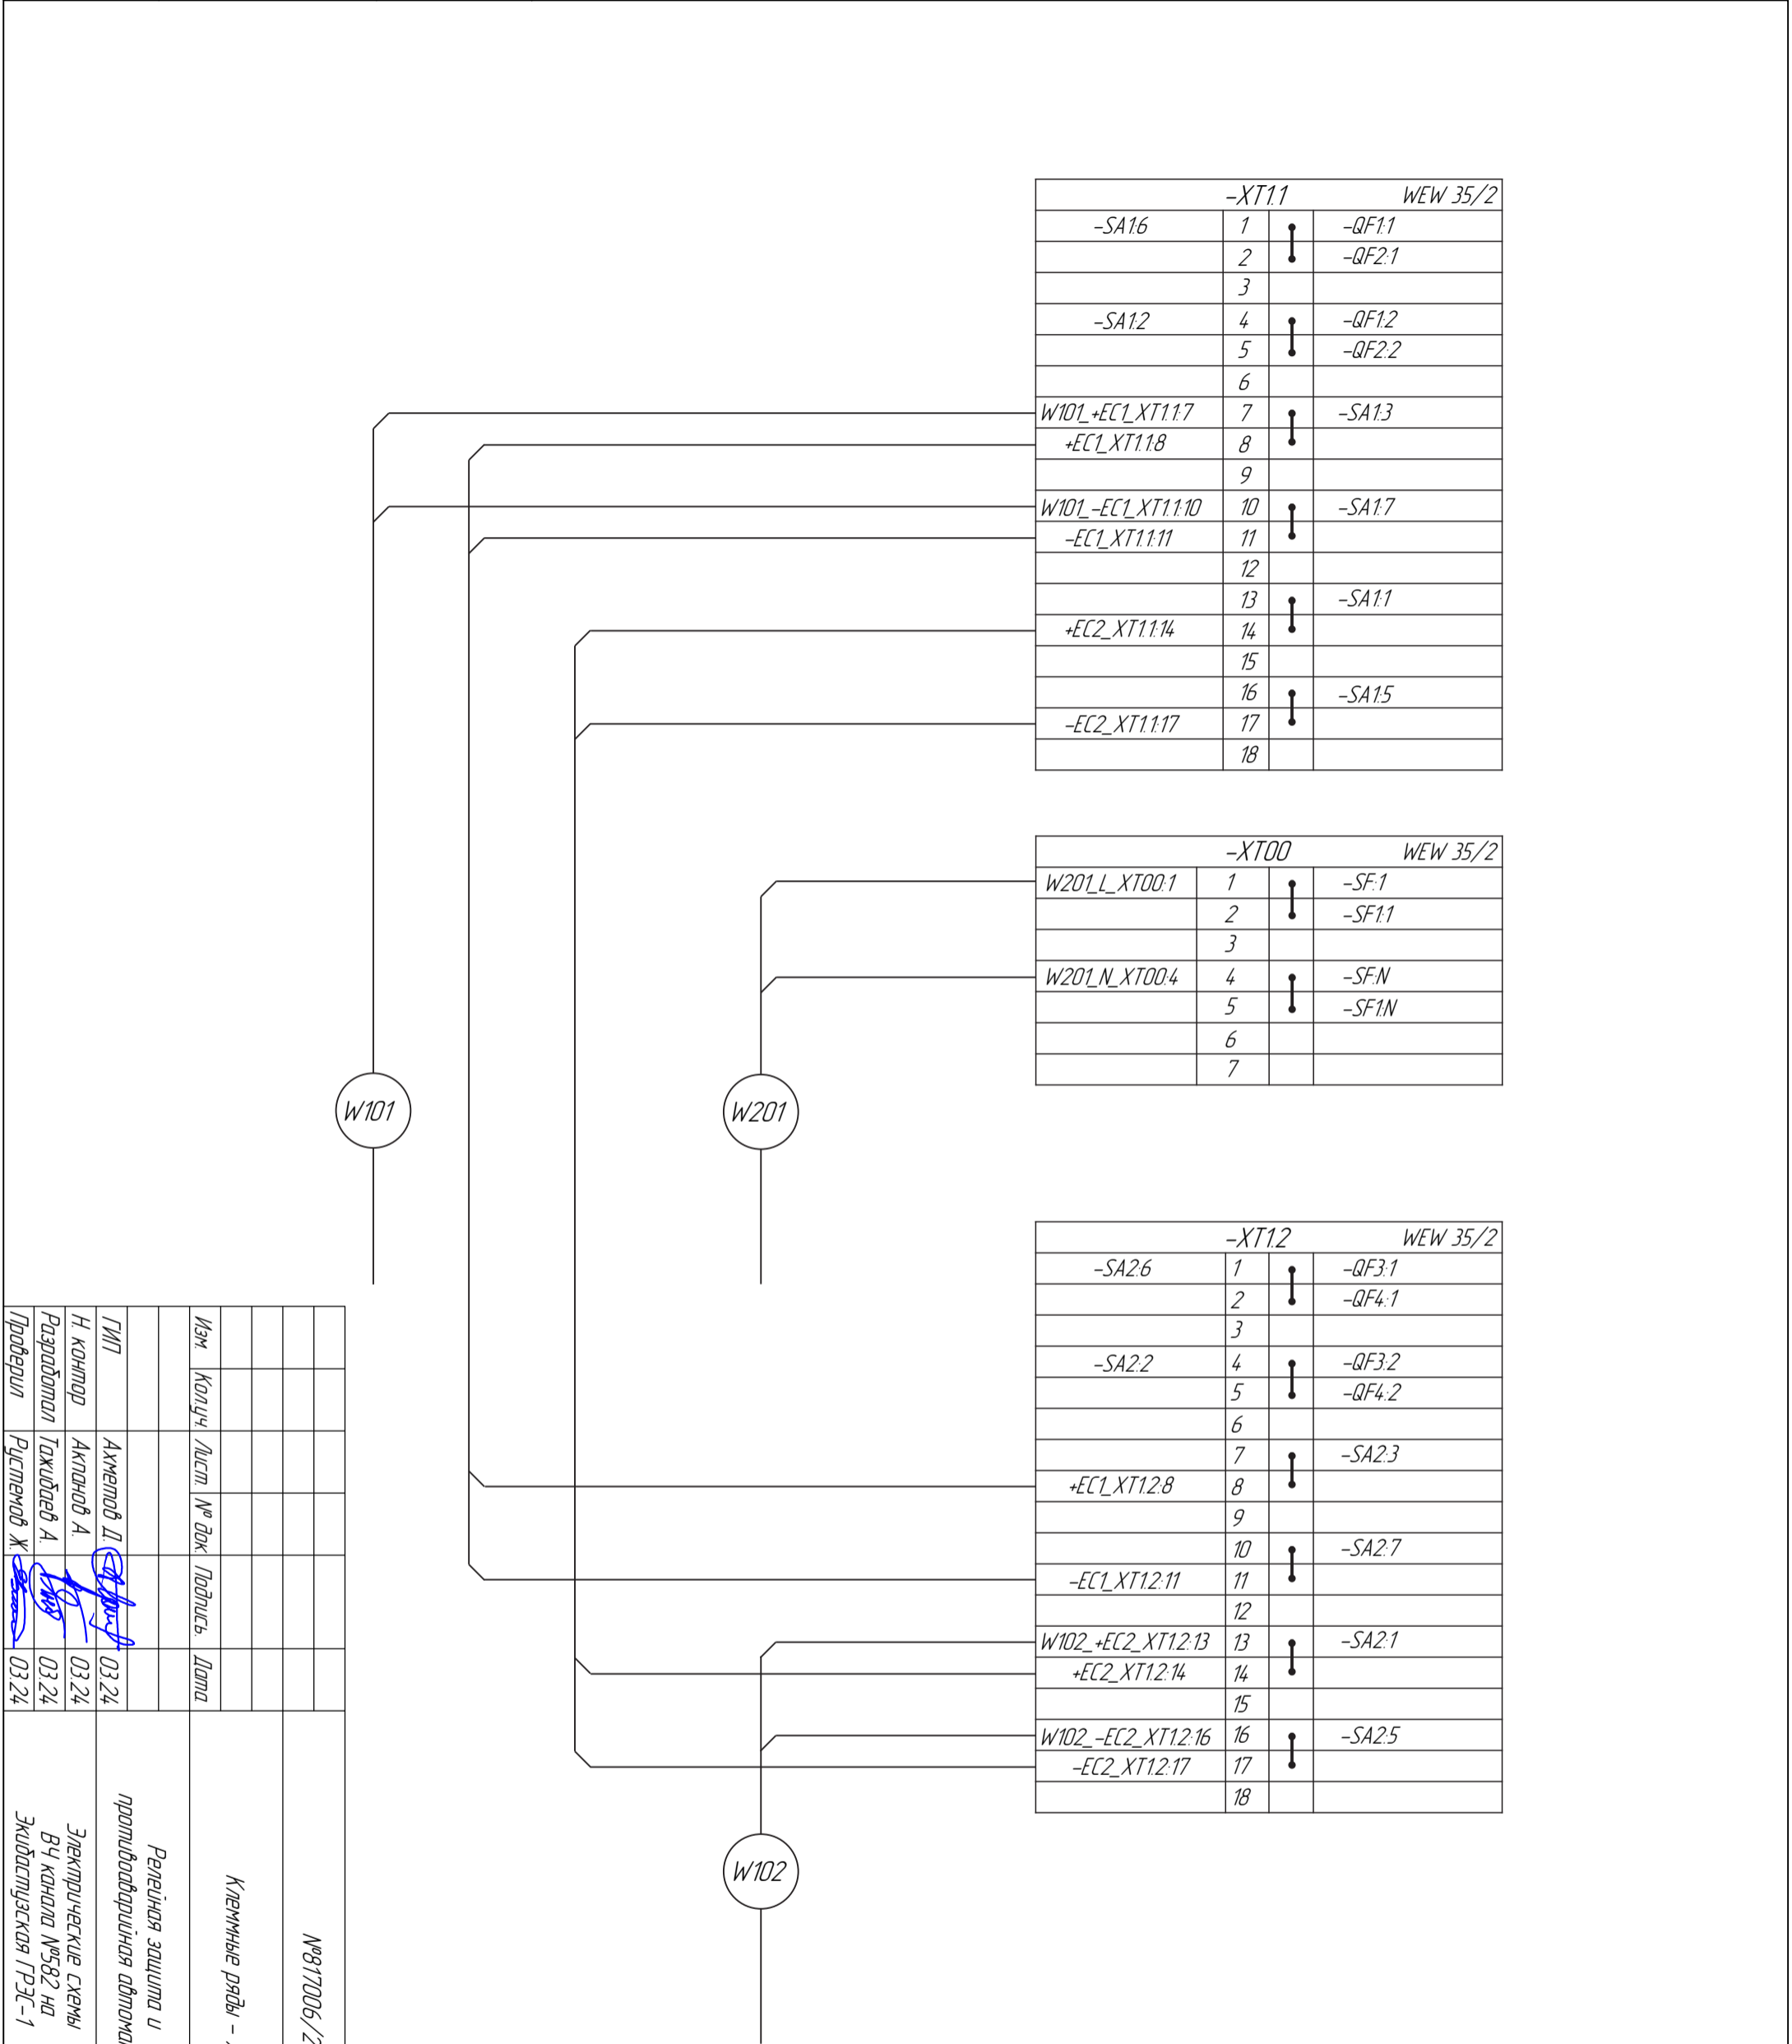 -XT1.1 WEW 35/2
-SA1:6 1 -QF1:1
2 -QF2:1
3
-SA1:2 4 -QF1:2
5 -QF2:2
6
W101_+EC1_XT1.1:7 7 -SA1:3
+EC1_XT1.1:8 8
9
W101_-EC1_XT1.1:10 10 -SA1:7
-EC1_XT1.1:11 11
12
13 -SA1:1
+EC2_XT1.1:14 14
15
16 -SA1:5
-EC2_XT1.1:17 17
18
-XT00 WEW 35/2
W201_L_XT00:1 1 -SF:1
2 -SF1:1
3
W201_N_XT00:4 4 -SF:N
5 -SF1:N
6
7
W101
W201
-XT1.2 WEW 35/2
-SA2:6 1 -QF3:1
2 -QF4:1
3
-SA2:2 4 -QF3:2
5 -QF4:2
6
7 -SA2:3
+EC1_XT1.2:8 8
9
10 -SA2:7
-EC1_XT1.2:11 11
12
W102_+EC2_XT1.2:13 13 -SA2:1
+EC2_XT1.2:14 14
15
W102_-EC2_XT1.2:16 16 -SA2:5
-EC2_XT1.2:17 17
18
W102
№817006/2
Клеммные ряды -
Изм. Кол.уч. Лист. № док. Подпись. Дата
Релейная защита и
противоаварийная автома
ГИП Ахметов Д. 03.24
Н. контор Акпанов А. 03.24
Разработал Тажибаев А. 03.24
Проверил Рустемов Ж. 03.24
Электрические схемы
ВЧ канала №582 на
Экибастузская ГРЭС-1